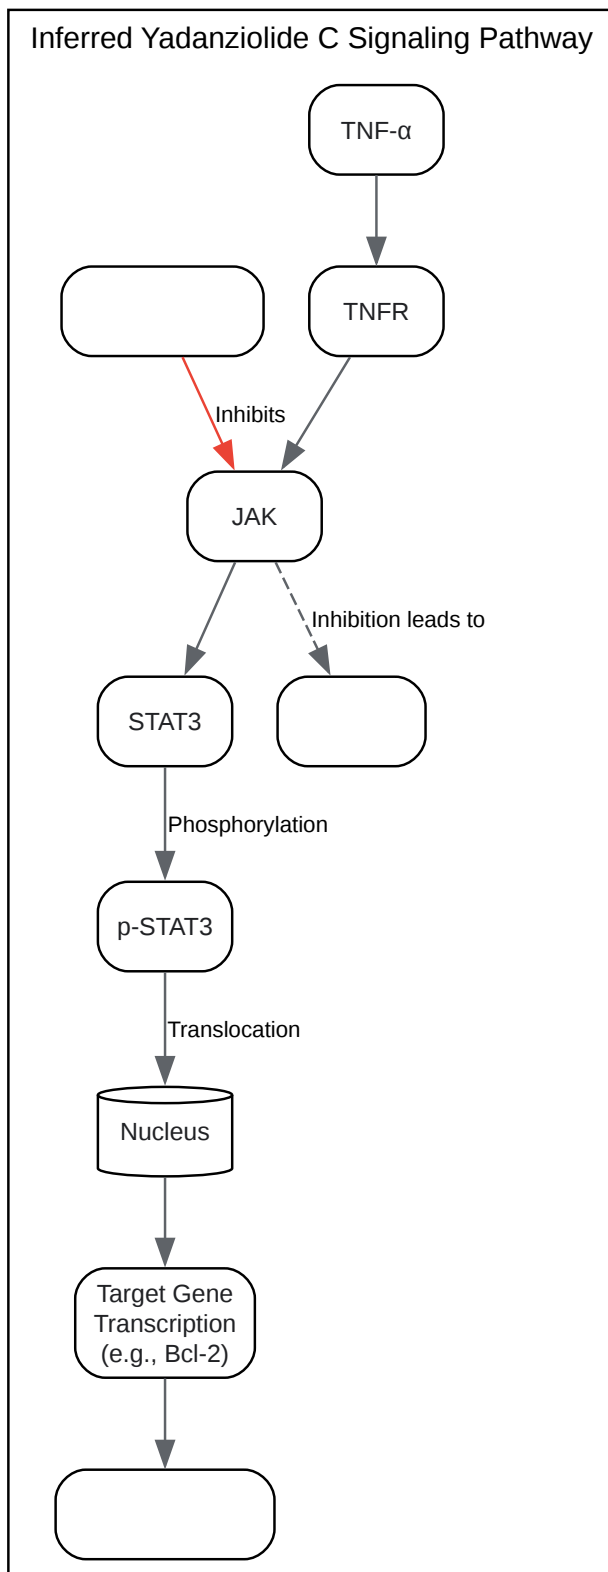 Inferred Yadanziolide C Signaling Pathway
TNF-α
TNFR
Inhibits
JAK
Inhibition leads to
STAT3
Phosphorylation
p-STAT3
Translocation
Nucleus
Target Gene
Transcription
(e.g., Bcl-2)